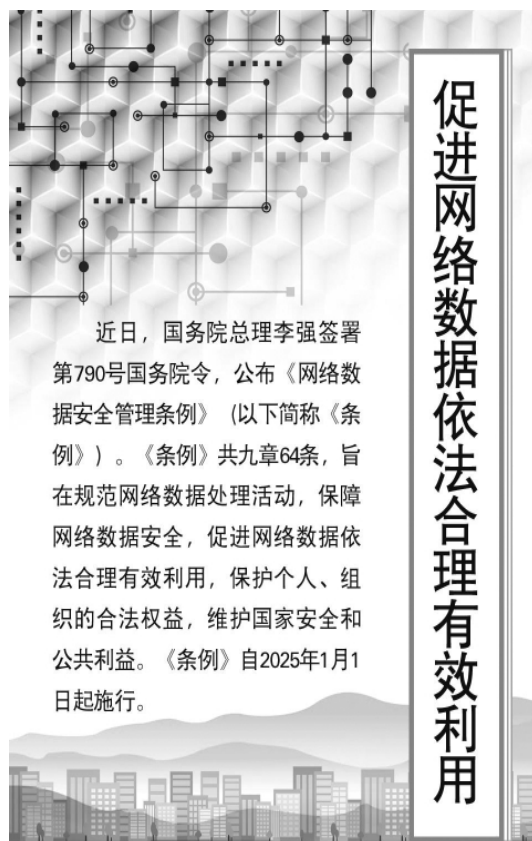 促进网络数据依法合理有效利用
近日，国务院总理李强签署
第790号国务院令，公布《网络数
据安全管理条例》（以下简称《条
例》）。《条例》共九章64条，旨
在规范网络数据处理活动，保障
网络数据安全，促进网络数据依
法合理有效利用，保护个人、组
织的合法权益，维护国家安全和
公共利益。《条例》自2025年1月1
日起施行。